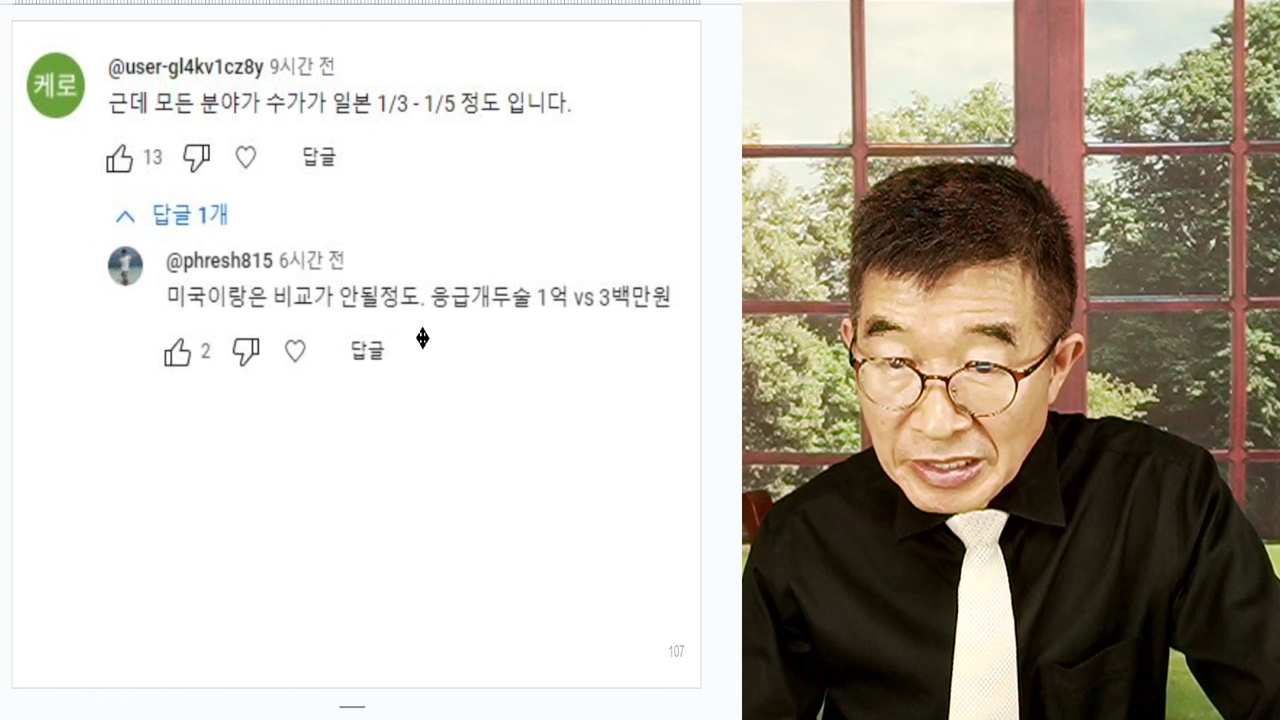 케로
@user-gl4kv1cz8y 9시간 전
근데 모든 분야가 수가가 일본 1/3 - 1/5 정도 입니다.
13 답글
답글 1개
@phresh815 6시간 전
미국이랑은 비교가 안될정도. 응급개두술 1억 vs 3백만원
2 답글
107